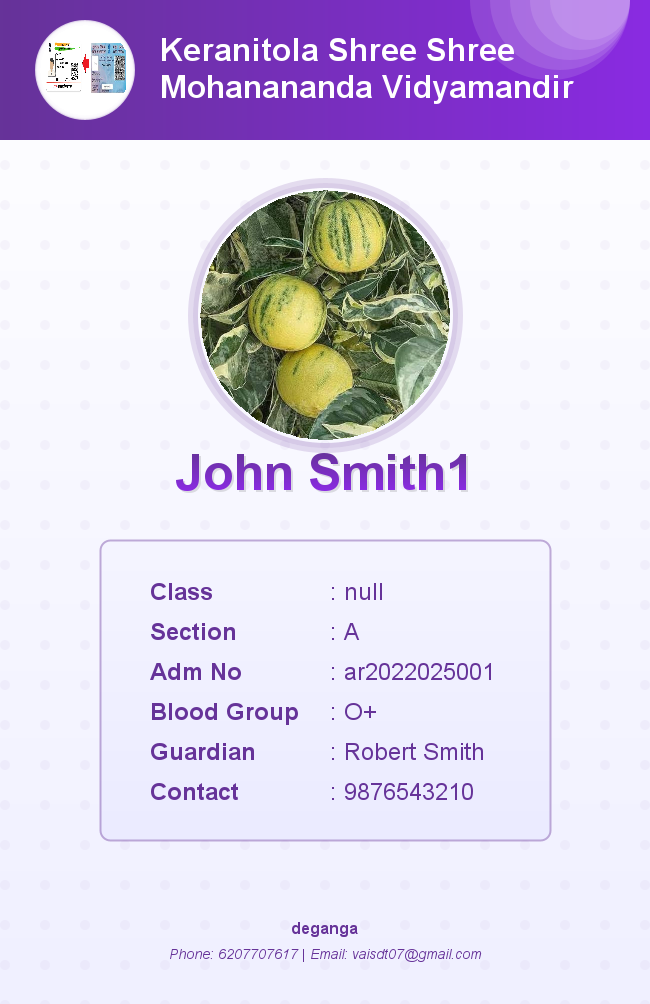 Keranitola Shree Shree
Mohanananda Vidyamandir
John Smith1
Class : null
Section : A
Adm No : ar2022025001
Blood Group : O+
Guardian : Robert Smith
Contact : 9876543210
deganga
Phone: 6207707617 | Email: vaisdt07@gmail.com